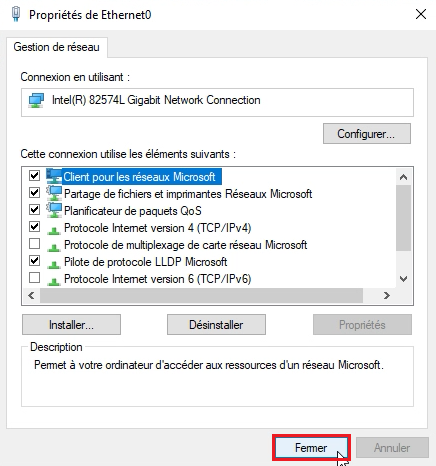 Propriétés de Ethernet0
Gestion de réseau
Connexion en utilisant :
Intel(R) 82574L Gigabit Network Connection
Configurer...
Cette connexion utilise les éléments suivants :
Client pour les réseaux Microsoft
Partage de fichiers et imprimantes Réseaux Microsoft
Planificateur de paquets QoS
Protocole Internet version 4 (TCP/IPv4)
Protocole de multiplexage de carte réseau Microsoft
Pilote de protocole LLDP Microsoft
Protocole Internet version 6 (TCP/IPv6)
Installer... Désinstaller Propriétés
Description
Permet à votre ordinateur d'accéder aux ressources d'un réseau Microsoft.
Fermer Annuler